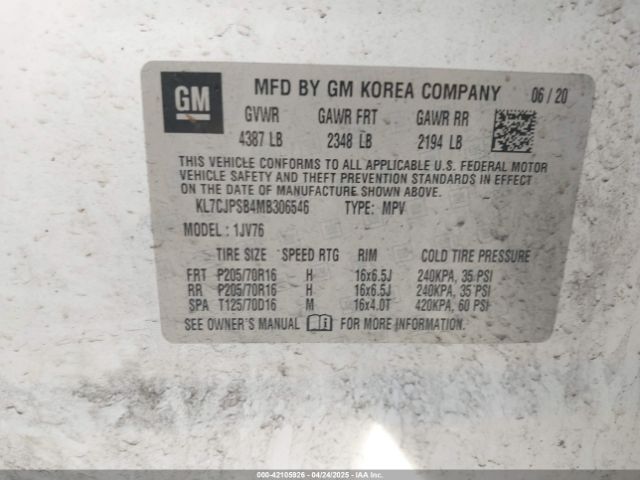 GM
MFD BY GM KOREA COMPANY 06/20
GVWR GAWR FRT GAWR RR
4387 LB 2348 LB 2194 LB
THIS VEHICLE CONFORMS TO ALL APPLICABLE U.S. FEDERAL MOTOR
VEHICLE SAFETY AND THEFT PREVENTION STANDARDS IN EFFECT
ON THE DATE OF MANUFACTURE SHOWN ABOVE.
KL7CJPSB4MB306546 TYPE: MPV
MODEL: 1JV76
TIRE SIZE SPEED RTG RIM COLD TIRE PRESSURE
FRT P205/70R16 H 16x6.5J 240KPA, 35 PSI
RR P205/70R16 H 16x6.5J 240KPA, 35 PSI
SPA T125/70D16 M 16x4.0T 420KPA, 60 PSI
SEE OWNER'S MANUAL FOR MORE INFORMATION.
000-42105926 - 04/24/2025 - IAAI.COM